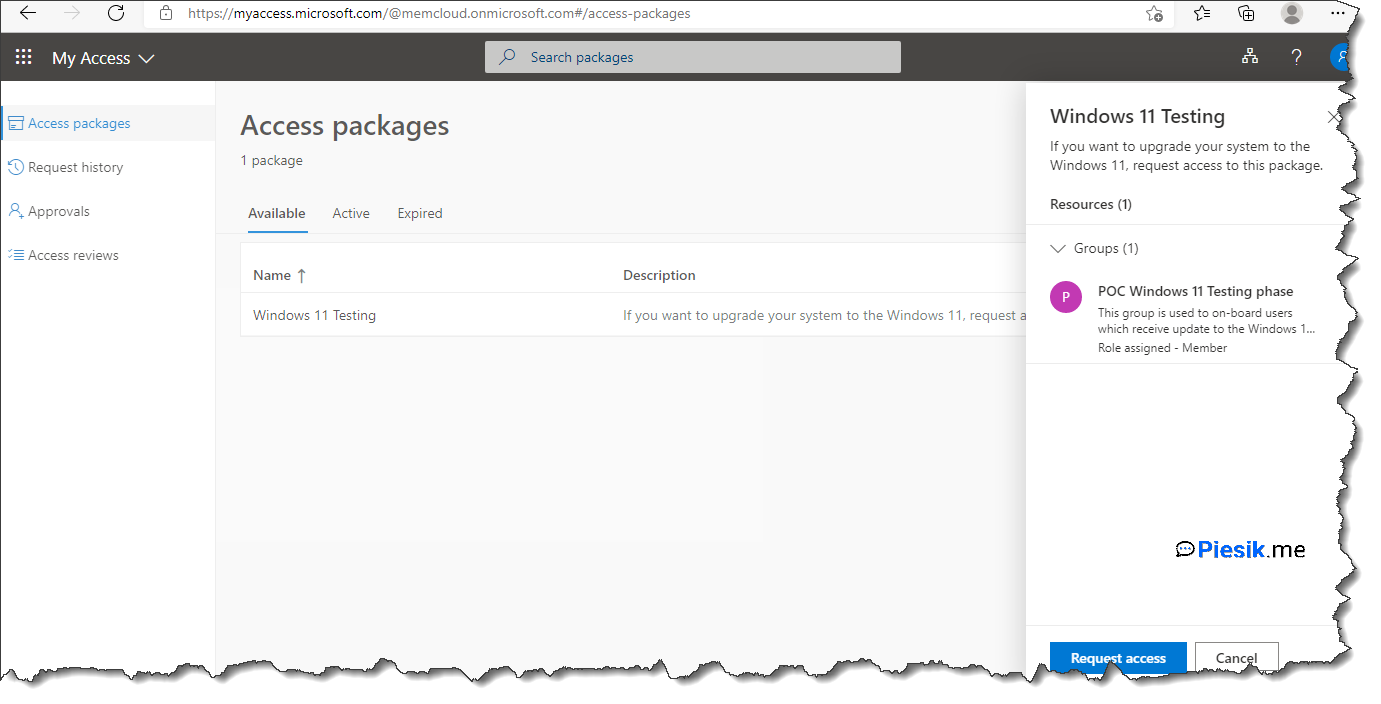 https://myaccess.microsoft.com/@memcloud.onmicrosoft.com#/access-packages
My Access
Search packages
?
Access packages
Request history
Approvals
Access reviews
Access packages
1 package
Available Active Expired
Name ↑ Description
Windows 11 Testing If you want to upgrade your system to the Windows 11, request a
Windows 11 Testing
If you want to upgrade your system to the
Windows 11, request access to this package.
Resources (1)
Groups (1)
P
POC Windows 11 Testing phase
This group is used to on-board users
which receive update to the Windows 1...
Role assigned - Member
Piesik.me
Request access Cancel